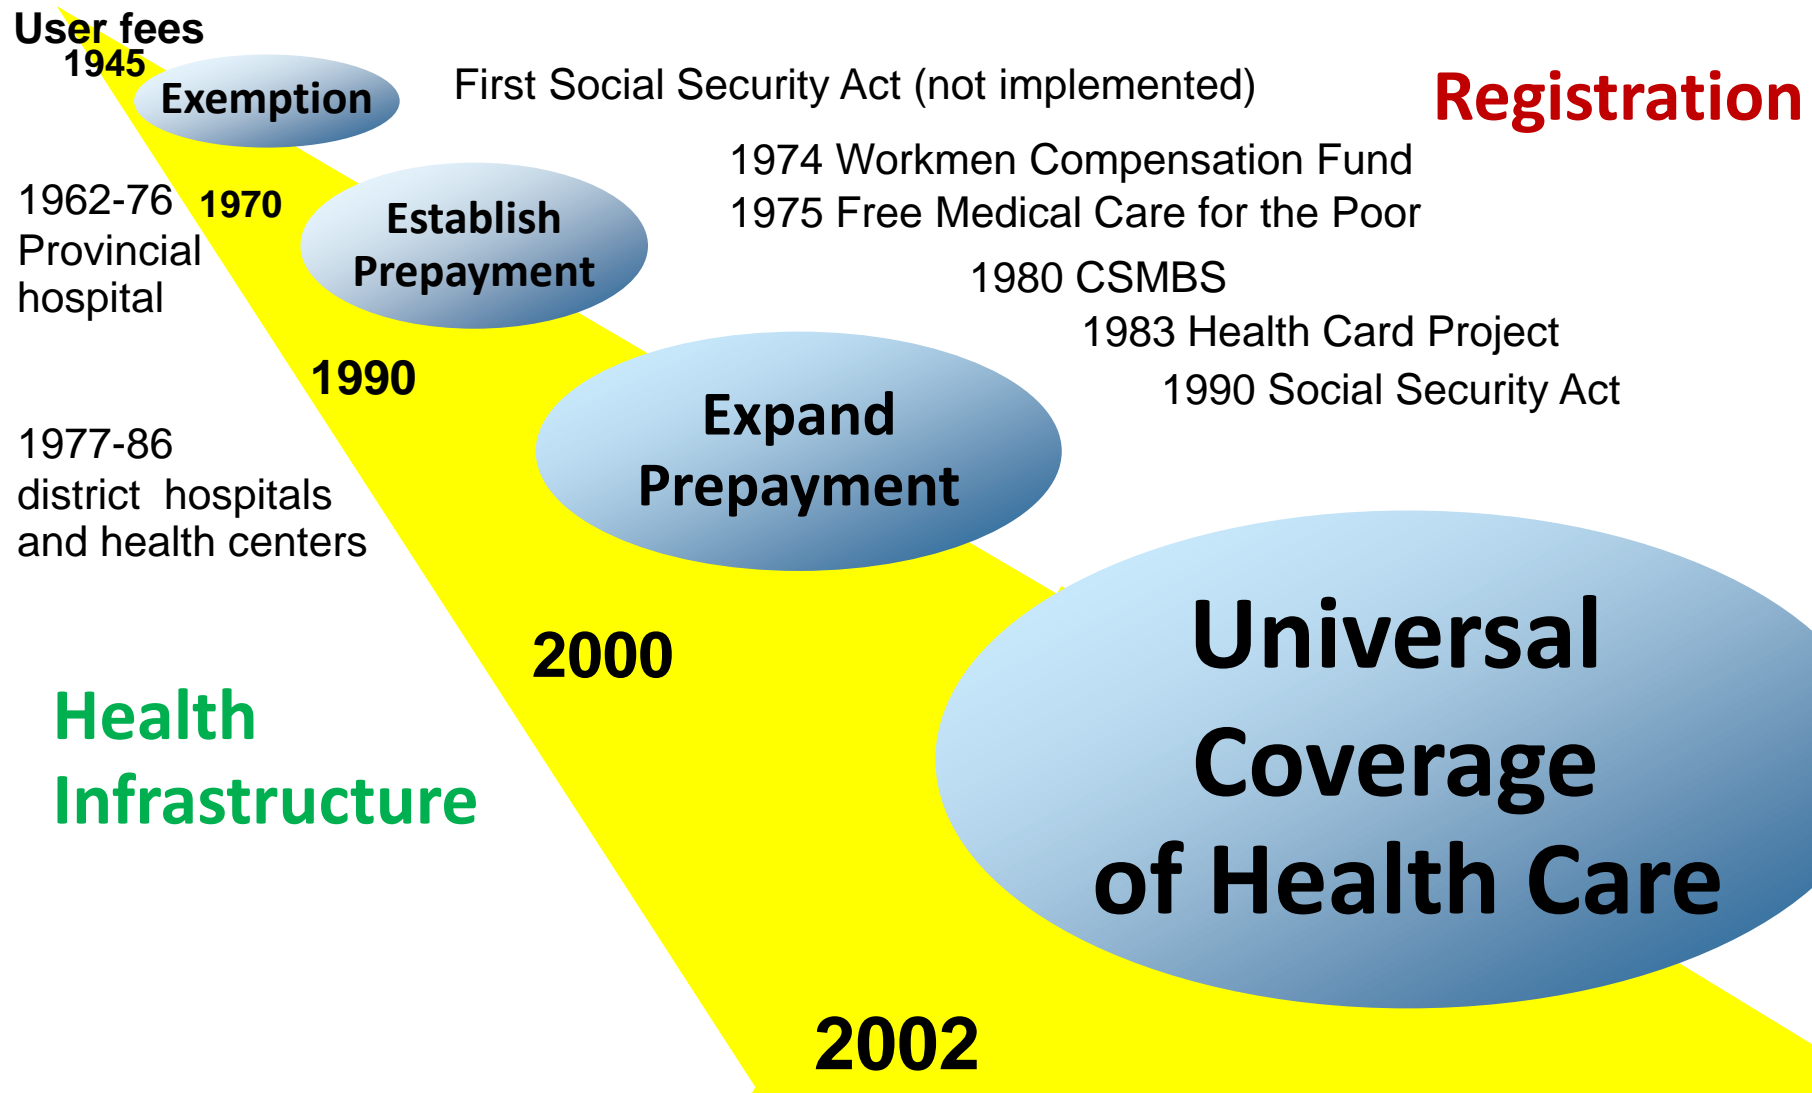 User fees
1945
Exemption
First Social Security Act (not implemented)
Registration
1974 Workmen Compensation Fund
1975 Free Medical Care for the Poor
1962-76
Provincial
hospital
1970
Establish
Prepayment
1980 CSMBS
1983 Health Card Project
1990 Social Security Act
1990
Expand
Prepayment
1977-86
district hospitals
and health centers
2000
Health
Infrastructure
Universal
Coverage
of Health Care
2002